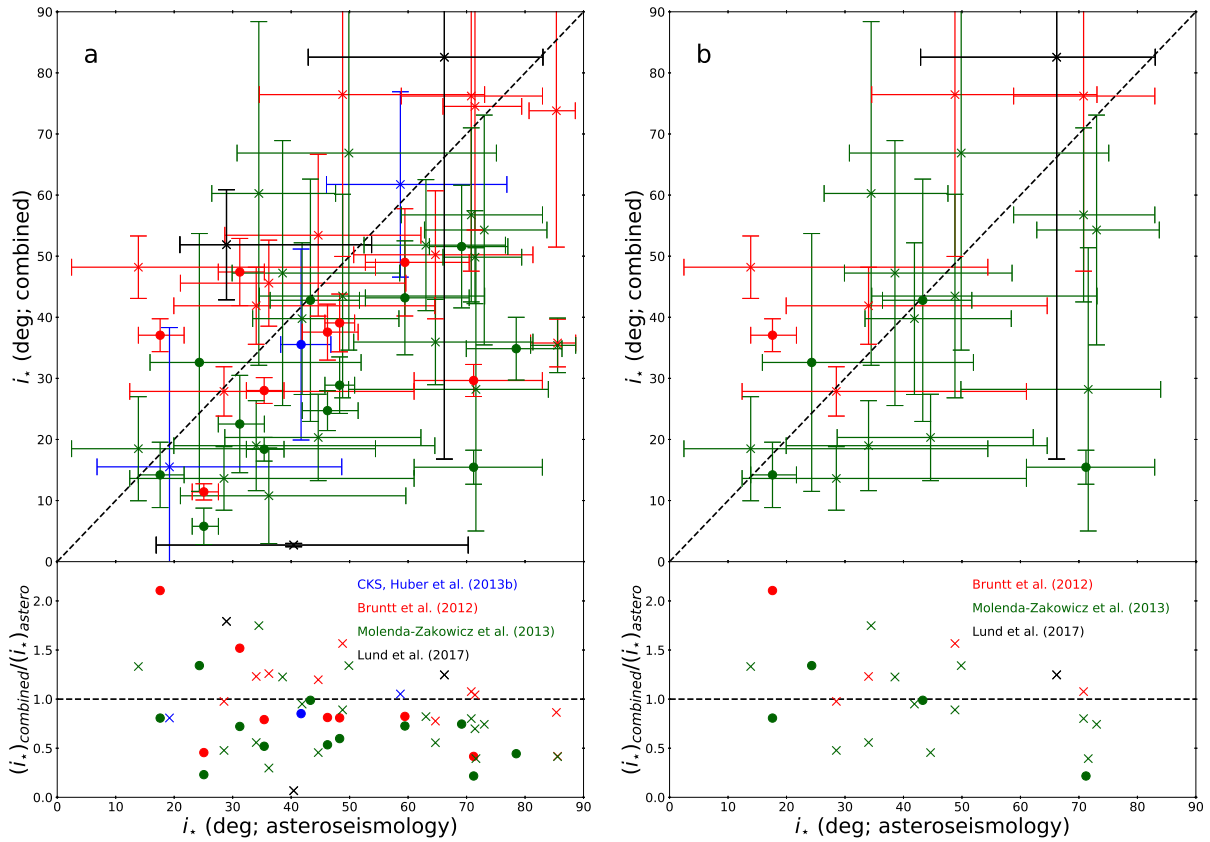 a
90
80
70
60
50
40
30
20
10
0
i⋆ (deg; combined)
2.0
1.5
1.0
0.5
0.0
(i⋆)combined/(i⋆)astero
CKS, Huber et al. (2013b)
Bruntt et al. (2012)
Molenda-Zakowicz et al. (2013)
Lund et al. (2017)
0 10 20 30 40 50 60 70 80 90
i⋆ (deg; asteroseismology)
b
90
80
70
60
50
40
30
20
10
0
i⋆ (deg; combined)
2.0
1.5
1.0
0.5
0.0
(i⋆)combined/(i⋆)astero
Bruntt et al. (2012)
Molenda-Zakowicz et al. (2013)
Lund et al. (2017)
0 10 20 30 40 50 60 70 80 90
i⋆ (deg; asteroseismology)